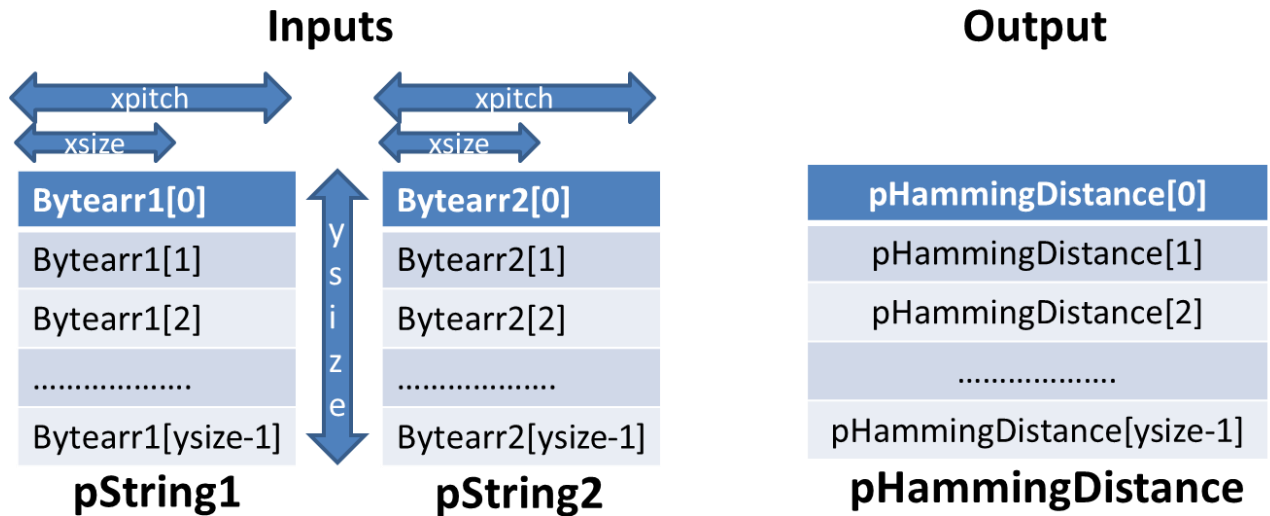 Inputs
Output
xpitch
xpitch
xsize
xsize
Bytearr1[0]
Bytearr1[1]
Bytearr1[2]
………………….
Bytearr1[ysize-1]
pString1
ysize
Bytearr2[0]
Bytearr2[1]
Bytearr2[2]
………………….
Bytearr2[ysize-1]
pString2
pHammingDistance[0]
pHammingDistance[1]
pHammingDistance[2]
………………….
pHammingDistance[ysize-1]
pHammingDistance